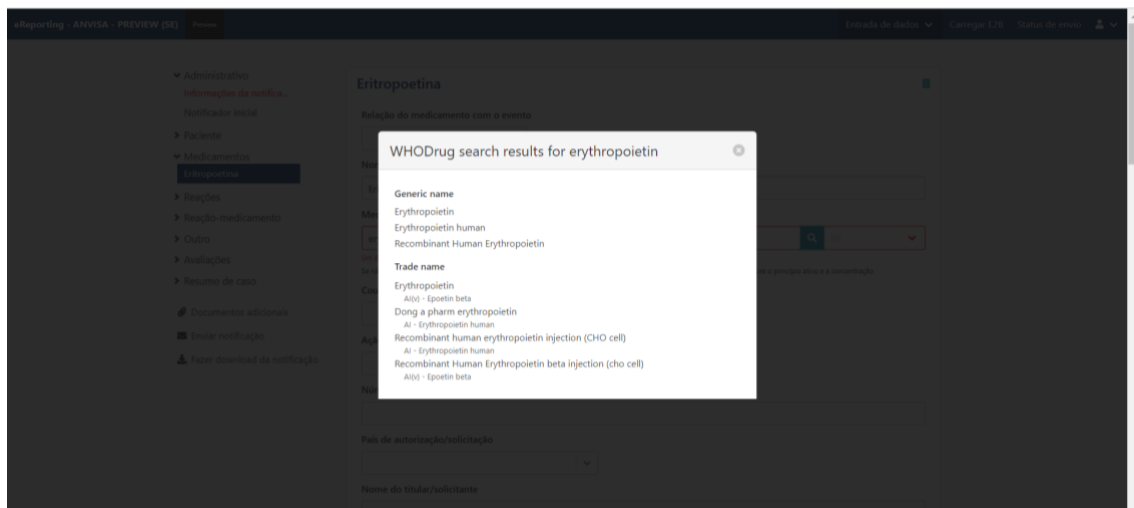 eReporting - ANVISA - PREVIEW (SE)
Entrada de dados
Carregar E2B
Status de envio
Administrativo
Informações da notifica...
Notificador inicial
Paciente
Medicamentos
Eritropoetina
Reações
Reação-medicamento
Outro
Avaliações
Resumo de caso
Documentos adicionais
Enviar notificação
Fazer download da notificação
Eritropoetina
Relação do medicamento com o evento
WHODrug search results for erythropoietin
Generic name
Erythropoietin
Erythropoietin human
Recombinant Human Erythropoietin
Trade name
Erythropoietin
AI(v) - Epoetin beta
Dong a pharm erythropoietin
AI - Erythropoietin human
Recombinant human erythropoietin injection (CHO cell)
AI - Erythropoietin human
Recombinant Human Erythropoietin beta injection (cho cell)
AI(v) - Epoetin beta
País de autorização/solicitação
Nome do titular/solicitante